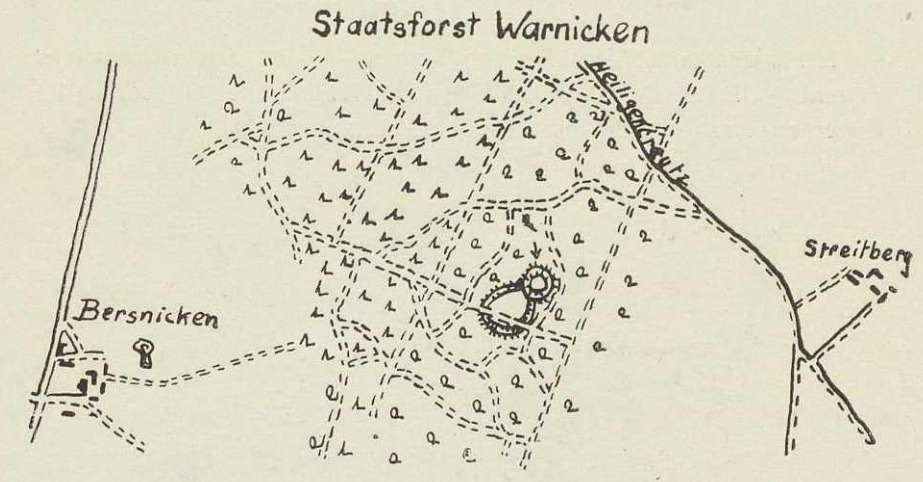 Staatsforst Warnicken
Heiligenkreutz
Streitberg
Bersnicken